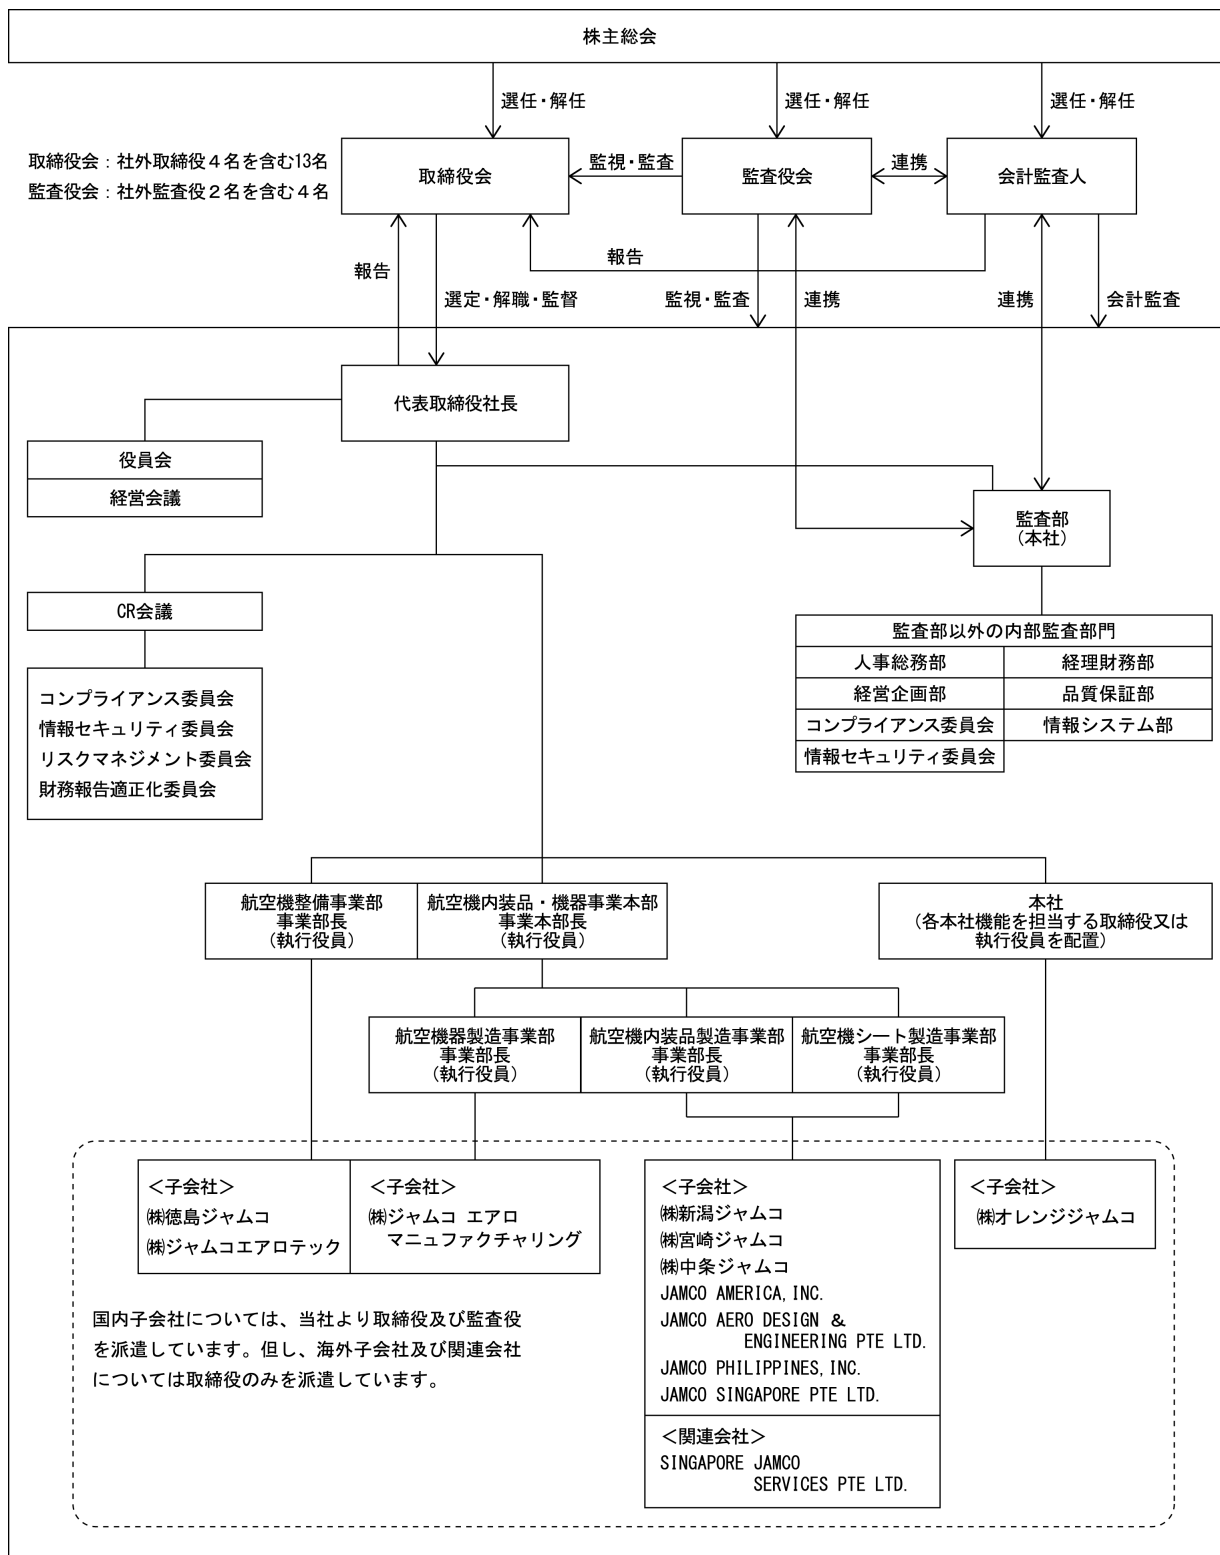 株主総会
選任・解任
選任・解任
選任・解任
取締役会：社外取締役４名を含む13名
監査役会：社外監査役２名を含む４名
取締役会
監視・監査
監査役会
連携
会計監査人
報告
報告
選定・解職・監督
監視・監査
連携
連携
会計監査
代表取締役社長
役員会
経営会議
監査部
（本社）
CR会議
コンプライアンス委員会
情報セキュリティ委員会
リスクマネジメント委員会
財務報告適正化委員会
監査部以外の内部監査部門
人事総務部
経理財務部
経営企画部
品質保証部
コンプライアンス委員会
情報システム部
情報セキュリティ委員会
航空機整備事業部
事業部長
（執行役員）
航空機内装品・機器事業本部
事業本部長
（執行役員）
本社
（各本社機能を担当する取締役又は
執行役員を配置）
航空機器製造事業部
事業部長
（執行役員）
航空機内装品製造事業部
事業部長
（執行役員）
航空機シート製造事業部
事業部長
（執行役員）
＜子会社＞
㈱徳島ジャムコ
㈱ジャムコエアロテック
＜子会社＞
㈱ジャムコ エアロ
マニュファクチャリング
＜子会社＞
㈱新潟ジャムコ
㈱宮崎ジャムコ
㈱中条ジャムコ
JAMCO AMERICA, INC.
JAMCO AERO DESIGN &
ENGINEERING PTE LTD.
JAMCO PHILIPPINES, INC.
JAMCO SINGAPORE PTE LTD.
＜関連会社＞
SINGAPORE JAMCO
SERVICES PTE LTD.
＜子会社＞
㈱オレンジジャムコ
国内子会社については、当社より取締役及び監査役
を派遣しています。但し、海外子会社及び関連会社
については取締役のみを派遣しています。